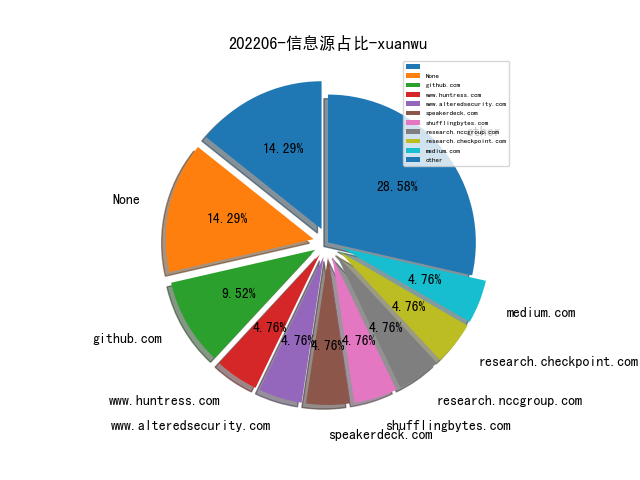 202206-信息源占比-xuanwu
None
github.com
www.huntress.com
www.alteredsecurity.com
speakerdeck.com
shufflingbytes.com
research.nccgroup.com
research.checkpoint.com
medium.com
other
other
14.29%
28.58%
None
14.29%
9.52%
4.76%
4.76%
4.76%
4.76%
4.76%
4.76%
4.76%
medium.com
github.com
research.checkpoint.com
www.huntress.com
research.nccgroup.com
www.alteredsecurity.com
shufflingbytes.com
speakerdeck.com